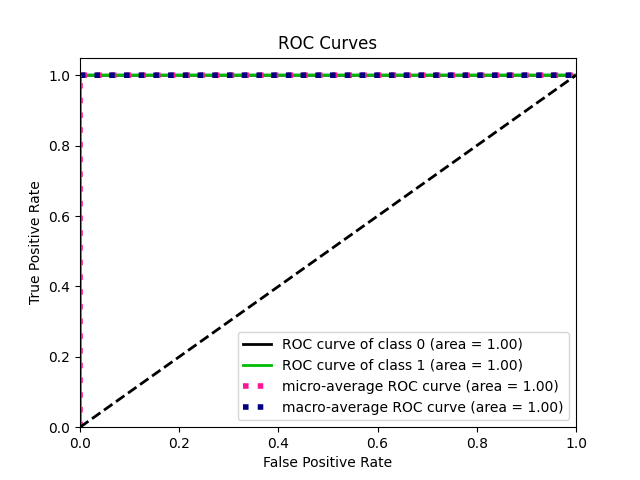 ROC Curves
True Positive Rate
1.0
0.8
0.6
0.4
0.2
0.0
ROC curve of class 0 (area = 1.00)
ROC curve of class 1 (area = 1.00)
micro-average ROC curve (area = 1.00)
macro-average ROC curve (area = 1.00)
0.0 0.2 0.4 0.6 0.8 1.0
False Positive Rate